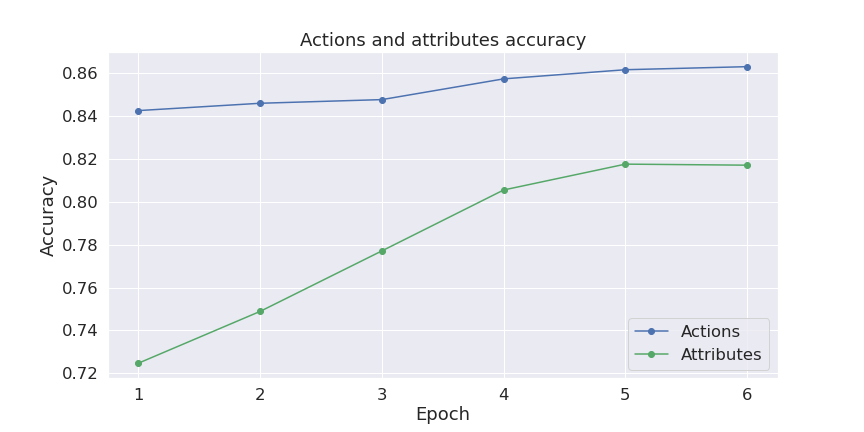 Actions and attributes accuracy
Accuracy
0.86
0.84
0.82
0.80
0.78
0.76
0.74
0.72
1 2 3 4 5 6
Epoch
Actions
Attributes